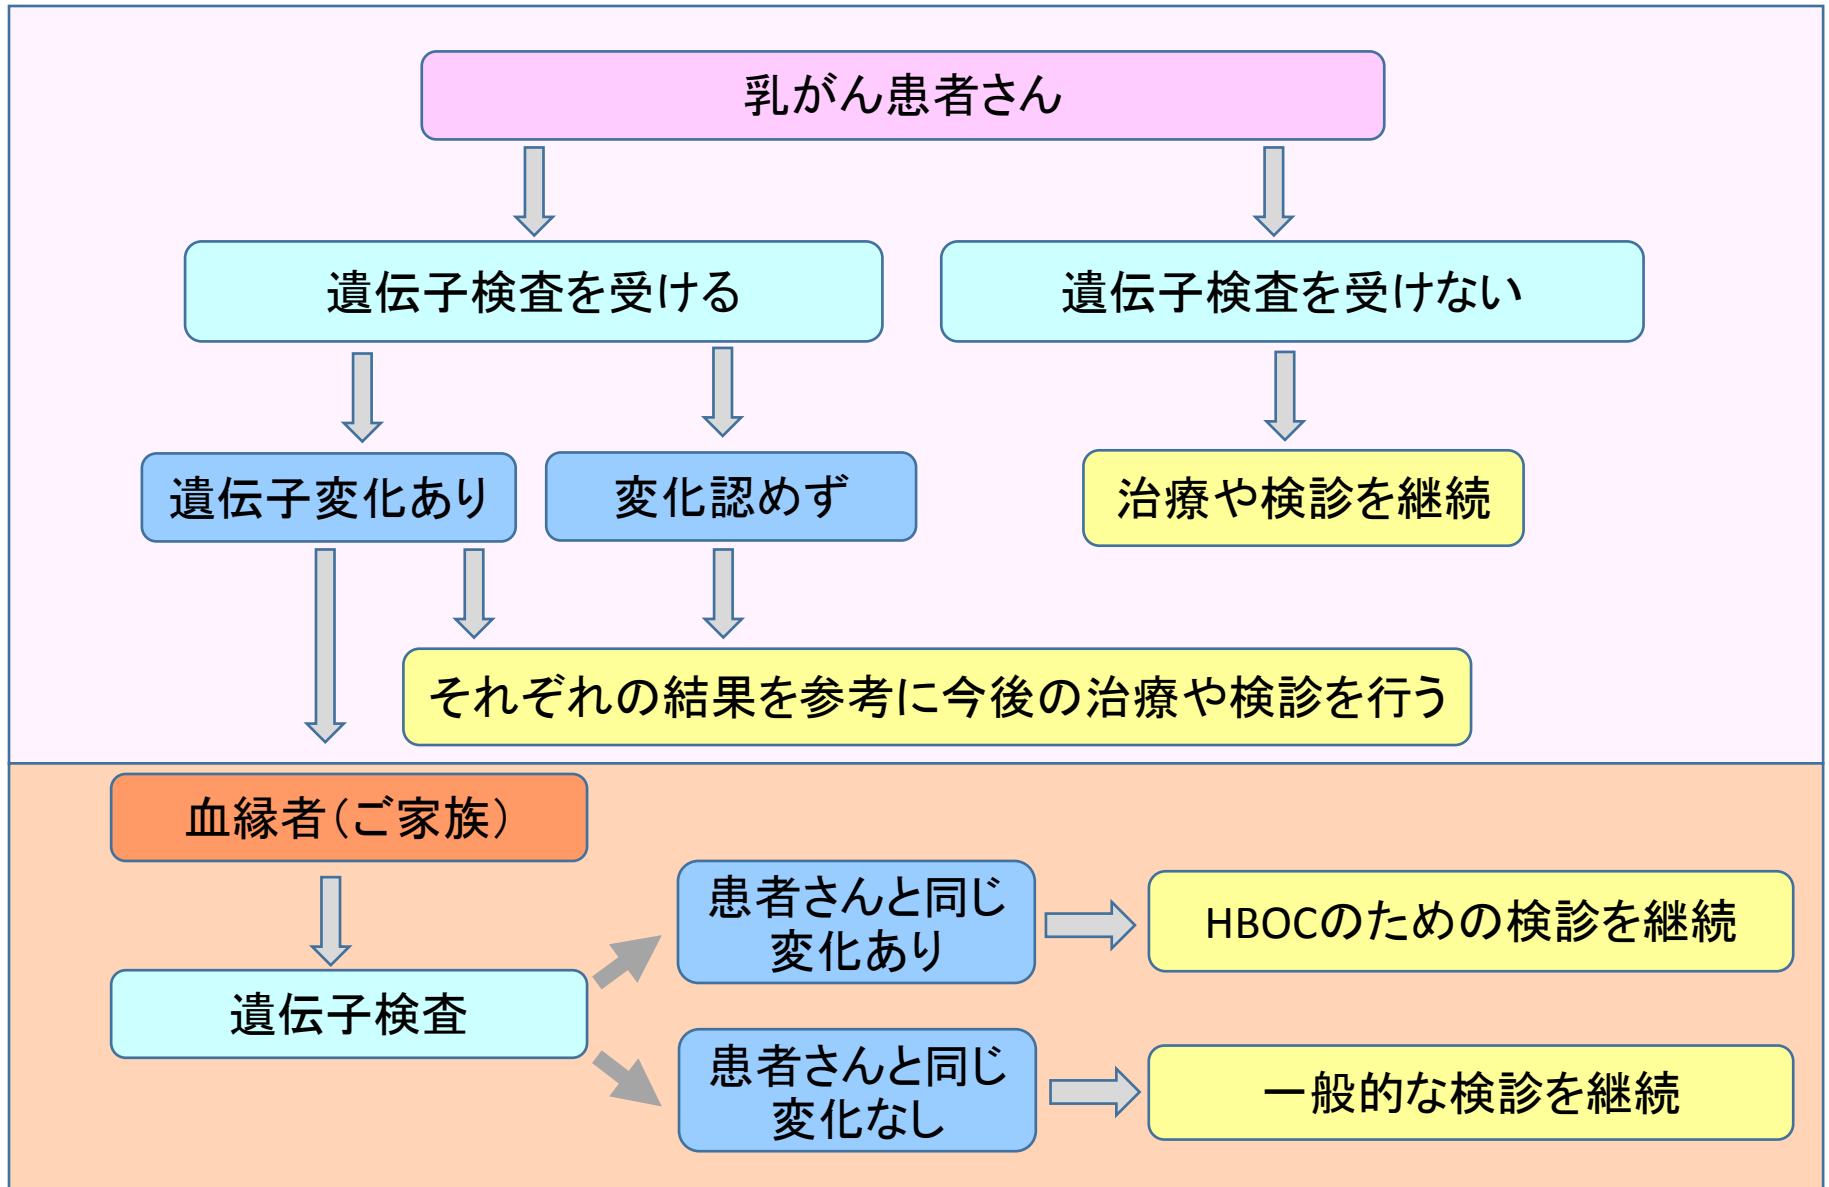 乳がん患者さん
遺伝子検査を受ける
遺伝子検査を受けない
遺伝子変化あり
変化認めず
治療や検診を継続
それぞれの結果を参考に今後の治療や検診を行う
血縁者(ご家族)
遺伝子検査
患者さんと同じ
変化あり
HBOCのための検診を継続
患者さんと同じ
変化なし
一般的な検診を継続